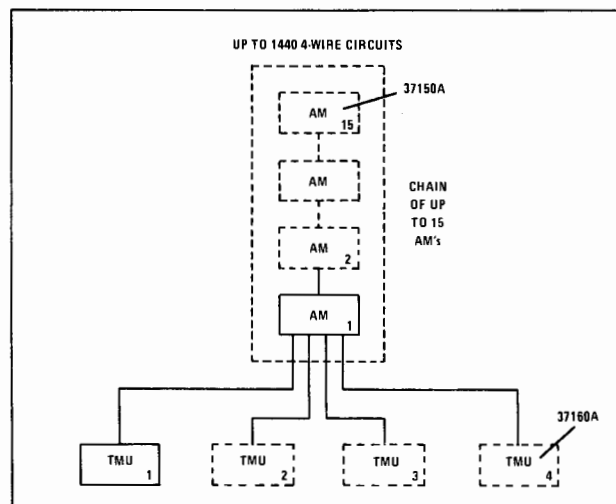 UP TO 1440 4-WIRE CIRCUITS
37150A
AM
15
AM
CHAIN
OF UP
TO 15
AM's
AM
2
AM
1
37160A
TMU
1
TMU
2
TMU
3
TMU
4